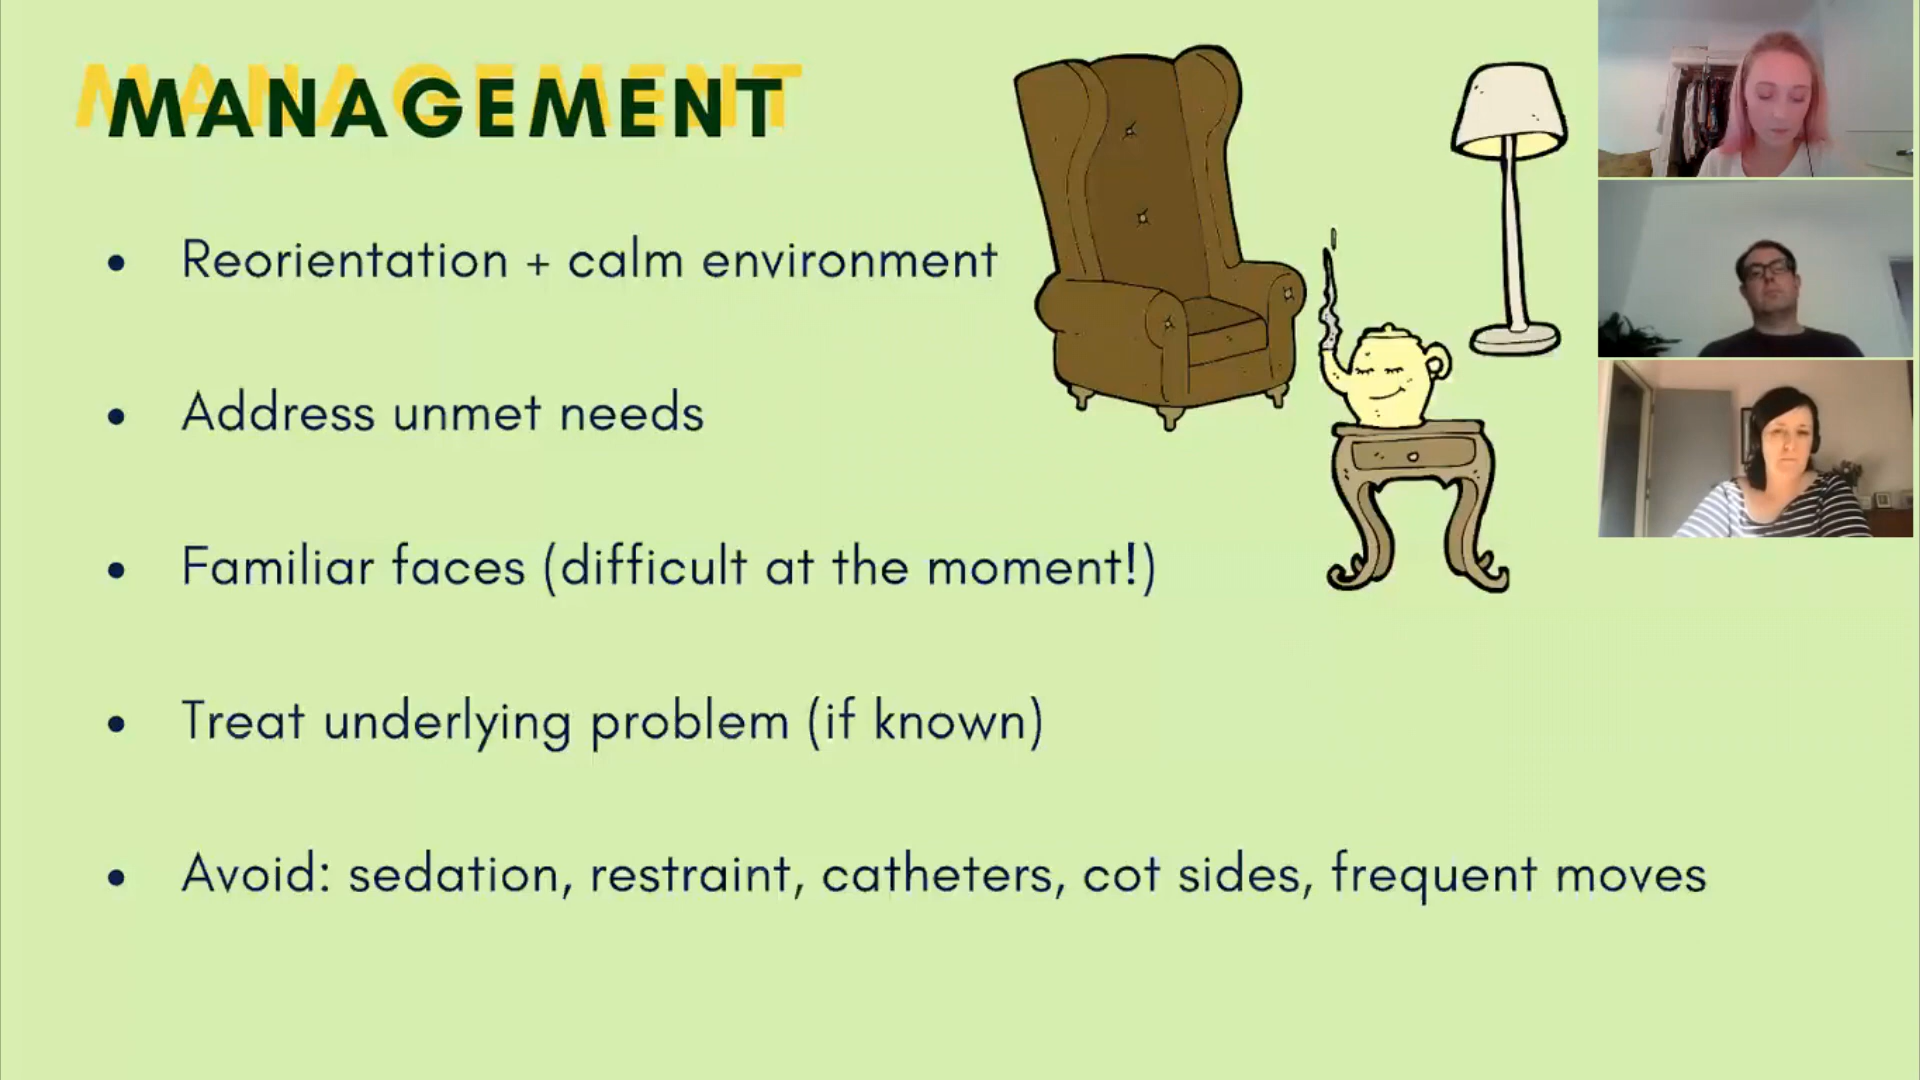 MANAGEMENT
Reorientation + calm environment
Address unmet needs
Familiar faces (difficult at the moment!)
Treat underlying problem (if known)
Avoid: sedation, restraint, catheters, cot sides, frequent moves